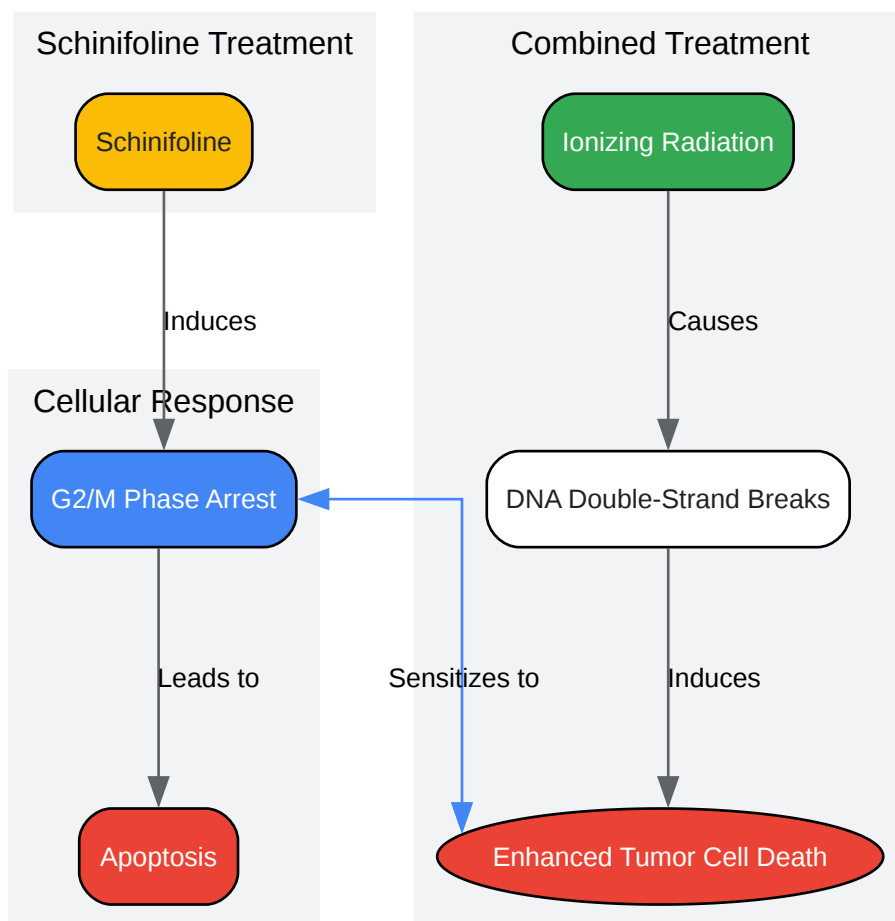 Schinifoline Treatment
Combined Treatment
Schinifoline
Ionizing Radiation
Induces
Causes
Cellular Response
G2/M Phase Arrest
DNA Double-Strand Breaks
Leads to
Sensitizes to
Induces
Apoptosis
Enhanced Tumor Cell Death